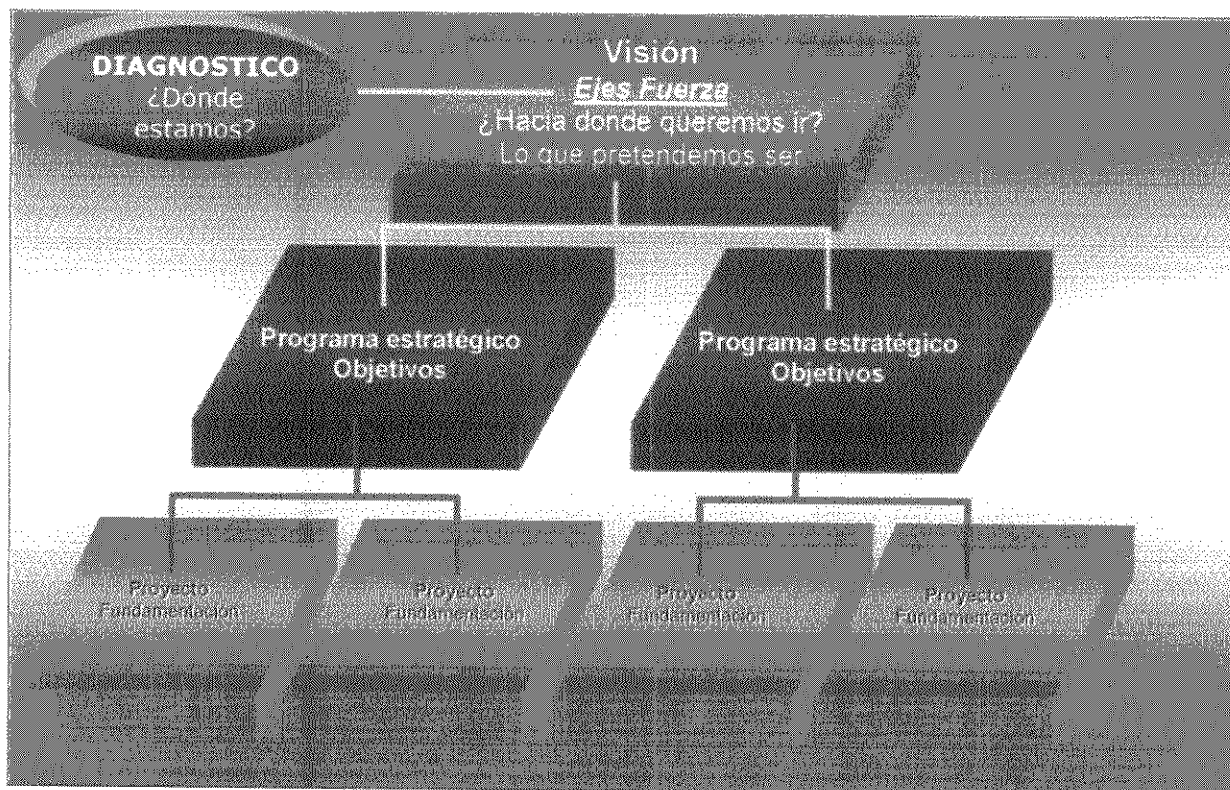 DIAGNOSTICO
¿Dónde
estamos?
Visión
Ejes Fuerza
¿Hacia donde queremos ir?
Lo que pretendemos ser
Programa estratégico
Objetivos
Programa estratégico
Objetivos
Proyecto
Fundamentación
Proyecto
Fundamentación
Proyecto
Fundamentación
Proyecto
Fundamentación